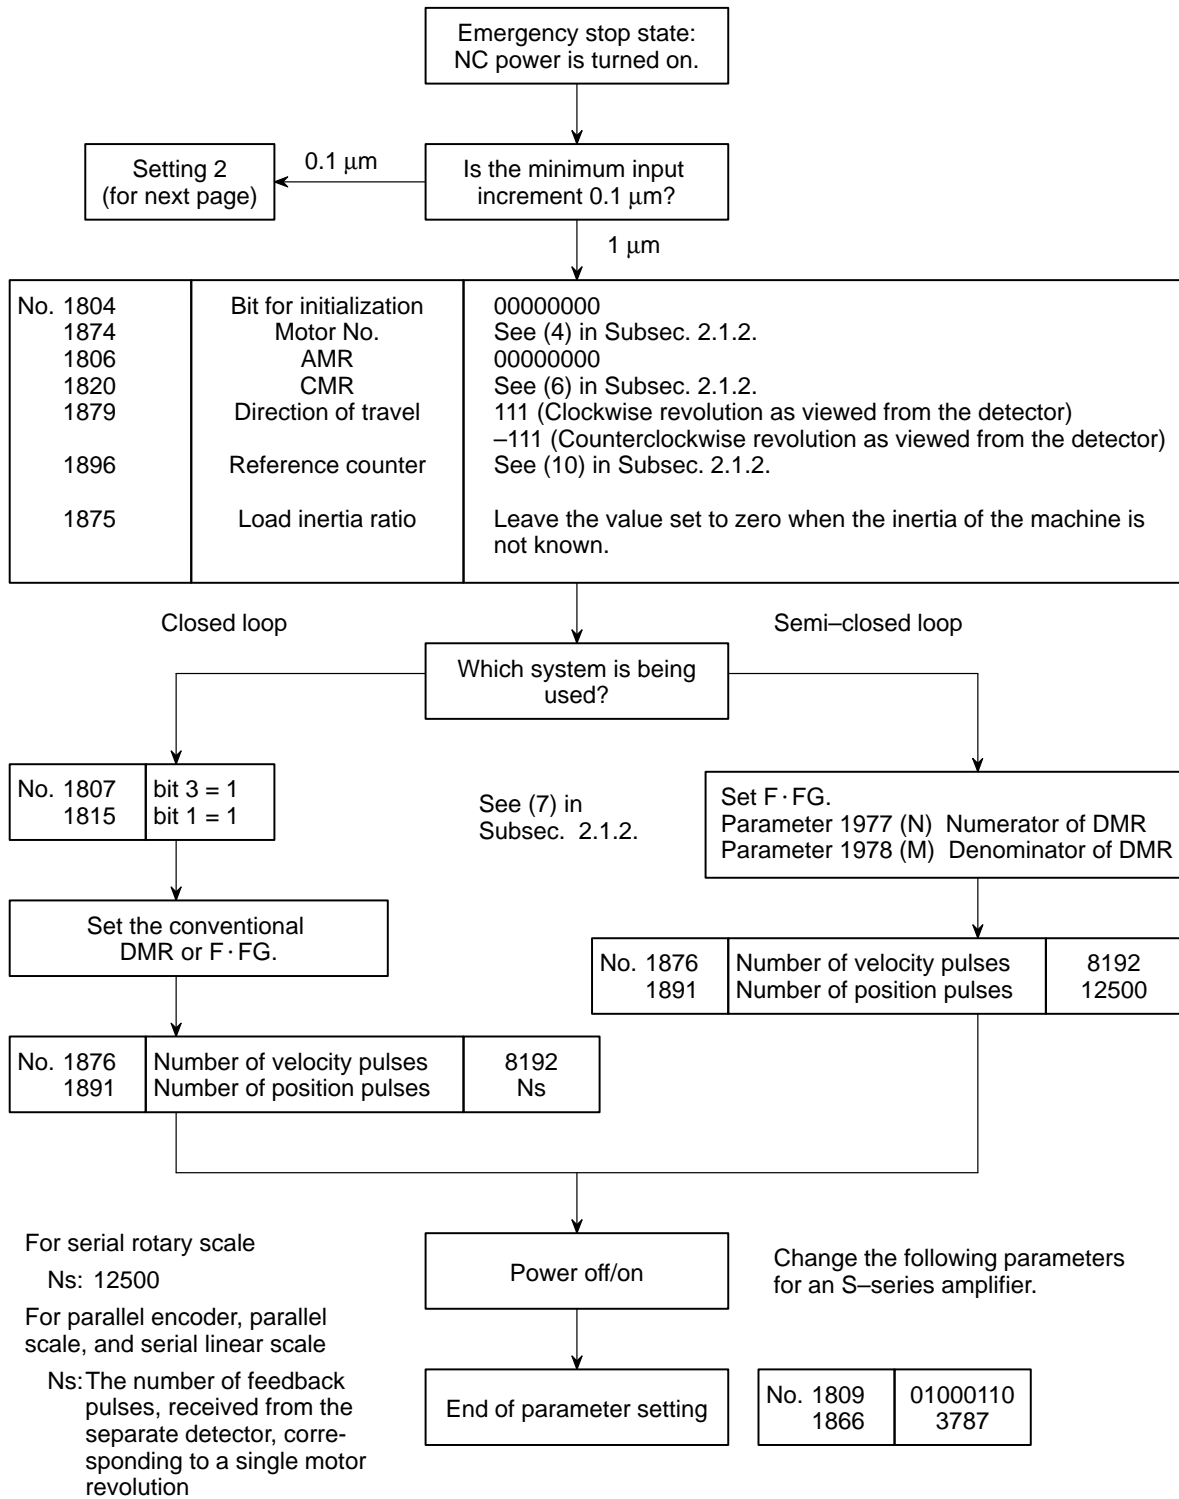 Emergency stop state:
NC power is turned on.
Setting 2
(for next page)
0.1 μm
Is the minimum input
increment 0.1 μm?
1 μm
No. 1804 Bit for initialization 00000000
1874 Motor No. See (4) in Subsec. 2.1.2.
1806 AMR 00000000
1820 CMR See (6) in Subsec. 2.1.2.
1879 Direction of travel 111 (Clockwise revolution as viewed from the detector)
–111 (Counterclockwise revolution as viewed from the detector)
1896 Reference counter See (10) in Subsec. 2.1.2.
1875 Load inertia ratio Leave the value set to zero when the inertia of the machine is
not known.
Closed loop
Semi–closed loop
Which system is being
used?
No. 1807 bit 3 = 1
1815 bit 1 = 1
See (7) in
Subsec. 2.1.2.
Set F·FG.
Parameter 1977 (N) Numerator of DMR
Parameter 1978 (M) Denominator of DMR
Set the conventional
DMR or F·FG.
No. 1876 Number of velocity pulses 8192
1891 Number of position pulses 12500
No. 1876 Number of velocity pulses 8192
1891 Number of position pulses Ns
For serial rotary scale
Ns: 12500
For parallel encoder, parallel
scale, and serial linear scale
Ns:The number of feedback
pulses, received from the
separate detector, corre-
sponding to a single motor
revolution
Power off/on
Change the following parameters
for an S–series amplifier.
End of parameter setting
No. 1809 01000110
1866 3787